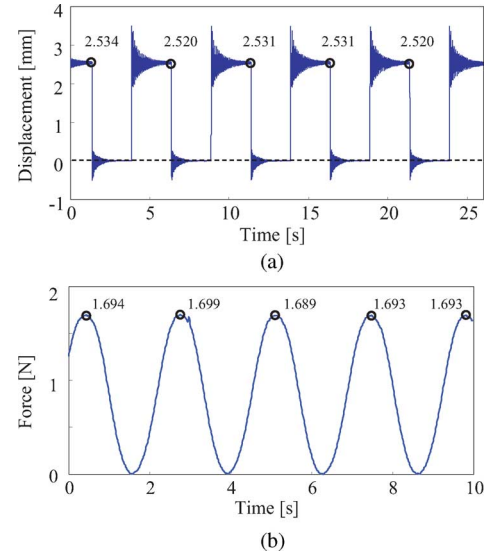 2.534 2.520 2.531 2.531 2.520
4
3
2
1
0
-1
Displacement [mm]
0 5 10 15 20 25
Time [s]
(a)
1.694 1.699 1.689 1.693 1.693
2
1
0
Force [N]
0 2 4 6 8 10
Time [s]
(b)